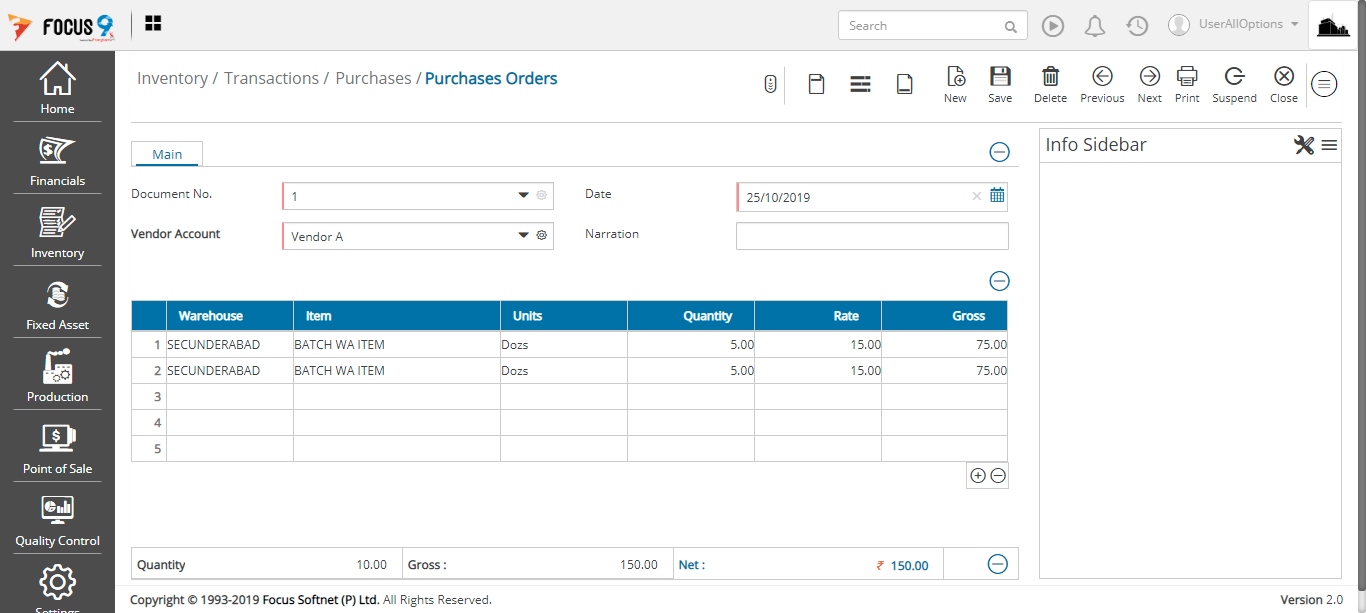 FOCUS 9
Search
UserAllOptions
Home
Financials
Inventory
Fixed Asset
Production
Point of Sale
Quality Control
Settings
Inventory / Transactions / Purchases / Purchases Orders
New Save Delete Previous Next Print Suspend Close
Main
Document No. 1 Date 25/10/2019
Vendor Account Vendor A Narration
Warehouse Item Units Quantity Rate Gross
1 SECUNDERABAD BATCH WA ITEM Dozs 5.00 15.00 75.00
2 SECUNDERABAD BATCH WA ITEM Dozs 5.00 15.00 75.00
3
4
5
Quantity 10.00 Gross : 150.00 Net : ₹ 150.00
Info Sidebar
Copyright © 1993-2019 Focus Softnet (P) Ltd. All Rights Reserved. Version 2.0